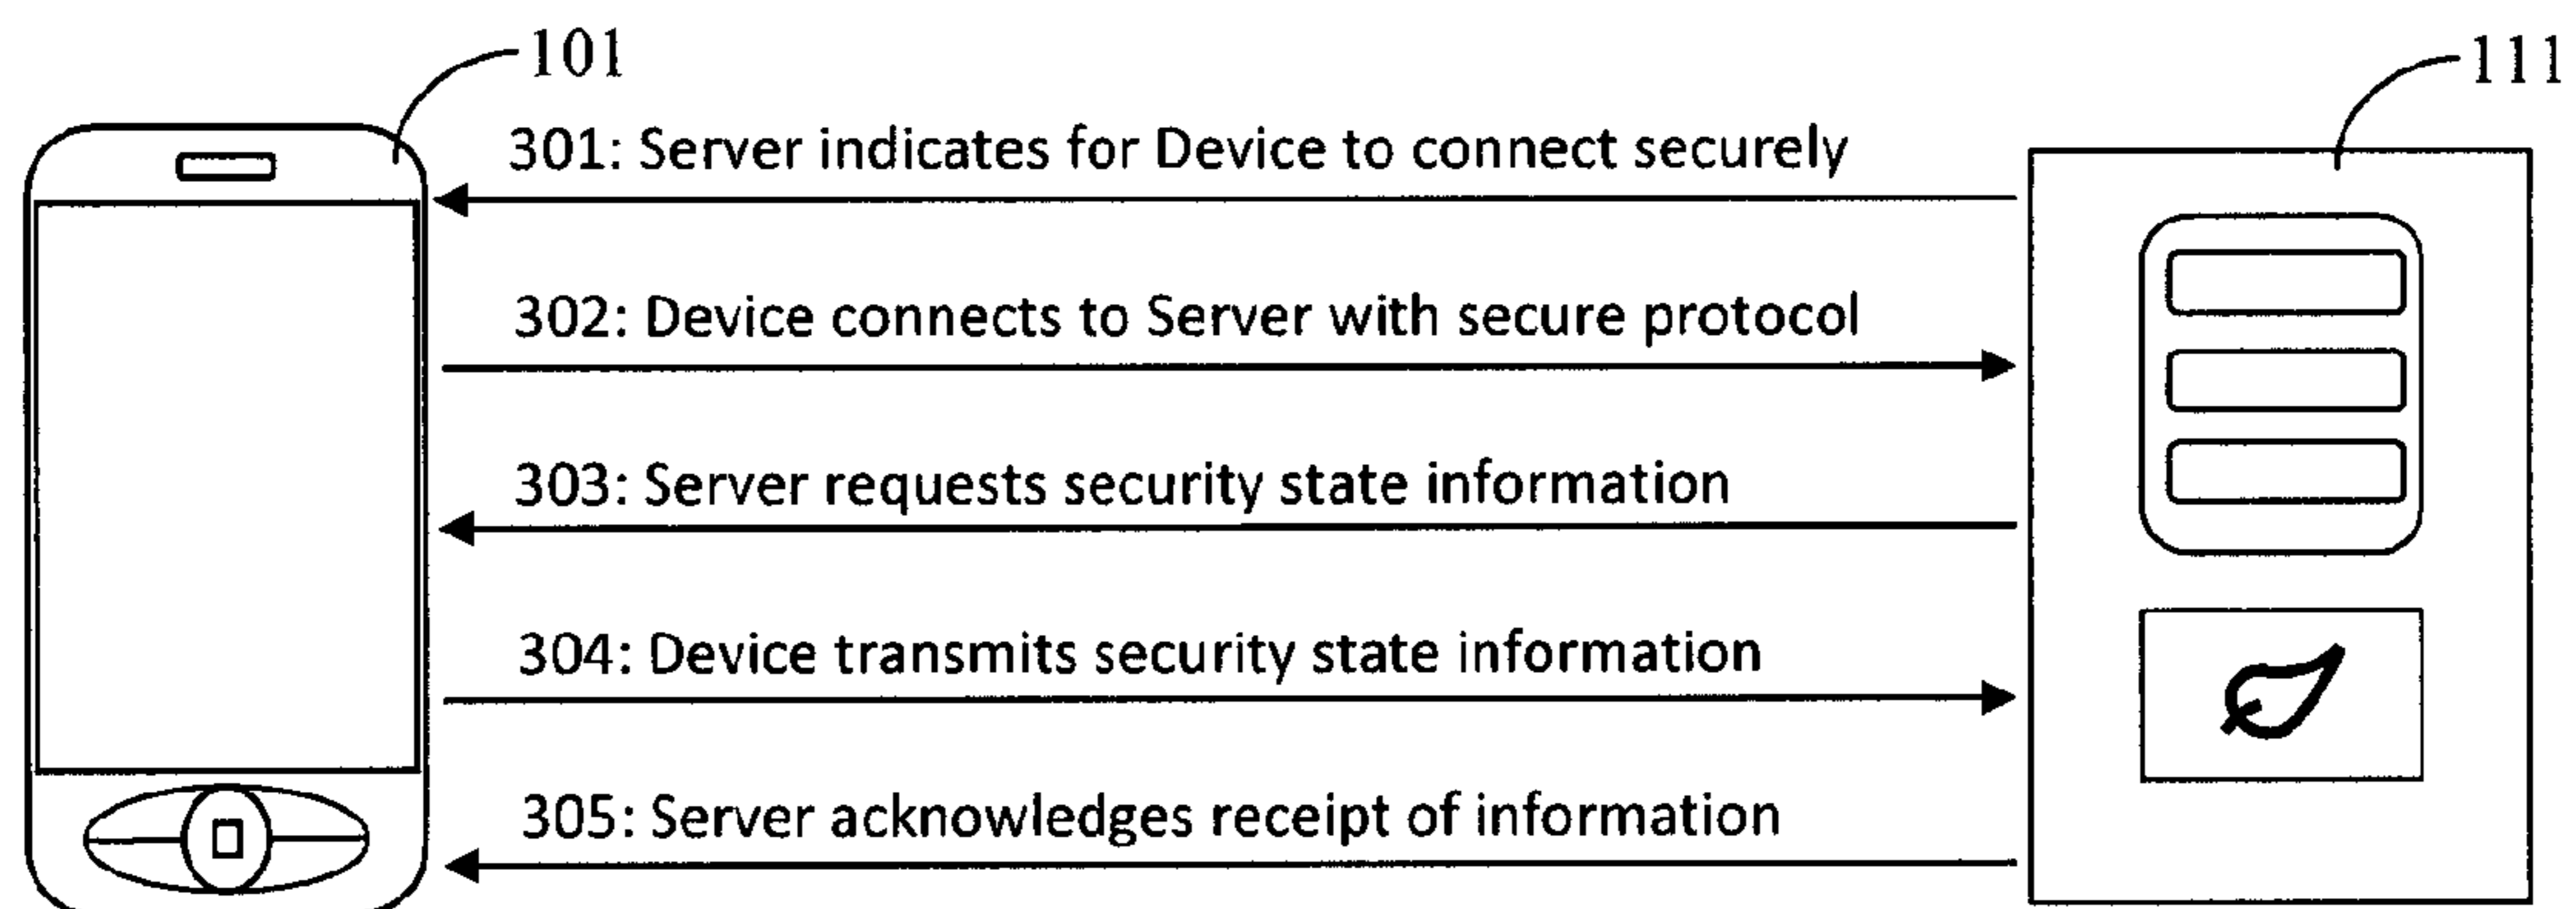 101
111
301: Server indicates for Device to connect securely
302: Device connects to Server with secure protocol
303: Server requests security state information
304: Device transmits security state information
305: Server acknowledges receipt of information